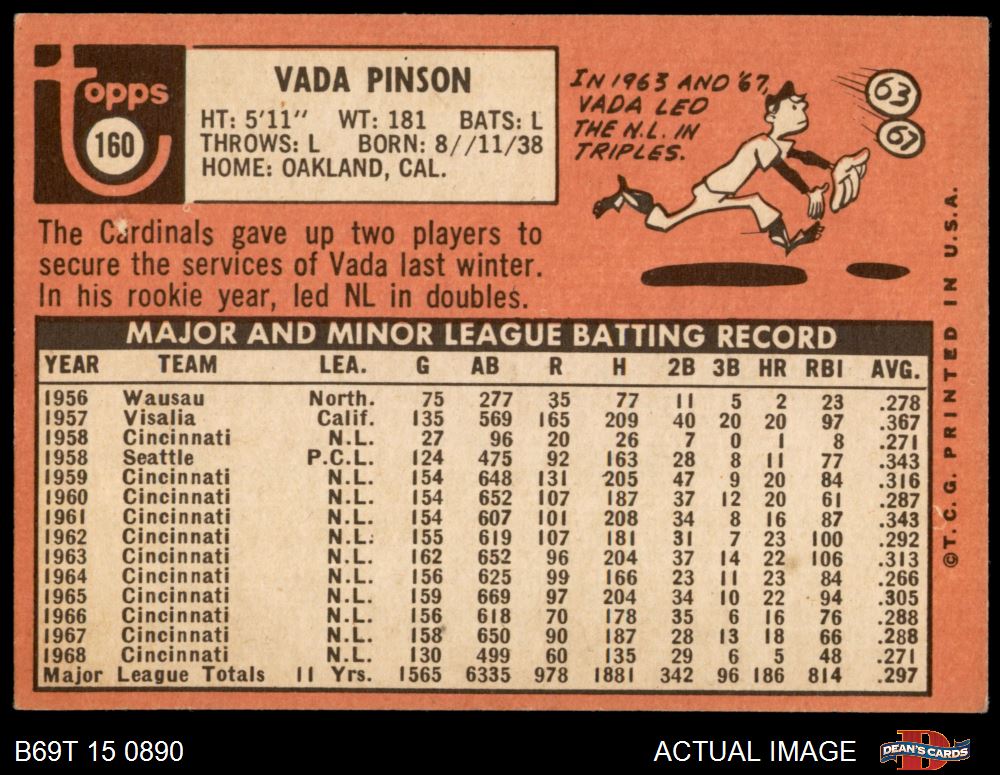 Topps
160
VADA PINSON
HT: 5'11" WT: 181 BATS: L
THROWS: L BORN: 8//11/38
HOME: OAKLAND, CAL.
IN 1963 AND '67,
VADA LED
THE N.L. IN
TRIPLES.
63
67
The Cardinals gave up two players to
secure the services of Vada last winter.
In his rookie year, led NL in doubles.
MAJOR AND MINOR LEAGUE BATTING RECORD
YEAR TEAM LEA. G AB R H 2B 3B HR RBI AVG.
1956 Wausau North. 75 277 35 77 11 5 2 23 .278
1957 Visalia Calif. 135 569 165 209 40 20 20 97 .367
1958 Cincinnati N.L. 27 96 20 26 7 0 1 8 .271
1958 Seattle P.C.L. 124 475 92 163 28 8 11 77 .343
1959 Cincinnati N.L. 154 648 131 205 47 9 20 84 .316
1960 Cincinnati N.L. 154 652 107 187 37 12 20 61 .287
1961 Cincinnati N.L. 154 607 101 208 34 8 16 87 .343
1962 Cincinnati N.L. 155 619 107 181 31 7 23 100 .292
1963 Cincinnati N.L. 162 652 96 204 37 14 22 106 .313
1964 Cincinnati N.L. 156 625 99 166 23 11 23 84 .266
1965 Cincinnati N.L. 159 669 97 204 34 10 22 94 .305
1966 Cincinnati N.L. 156 618 70 178 35 6 16 76 .288
1967 Cincinnati N.L. 158 650 90 187 28 13 18 66 .288
1968 Cincinnati N.L. 130 499 60 135 29 6 5 48 .271
Major League Totals 11 Yrs. 1565 6335 978 1881 342 96 186 814 .297
©T.C.G. PRINTED IN U.S.A.
B69T 15 0890
ACTUAL IMAGE
DEAN'S CARDS